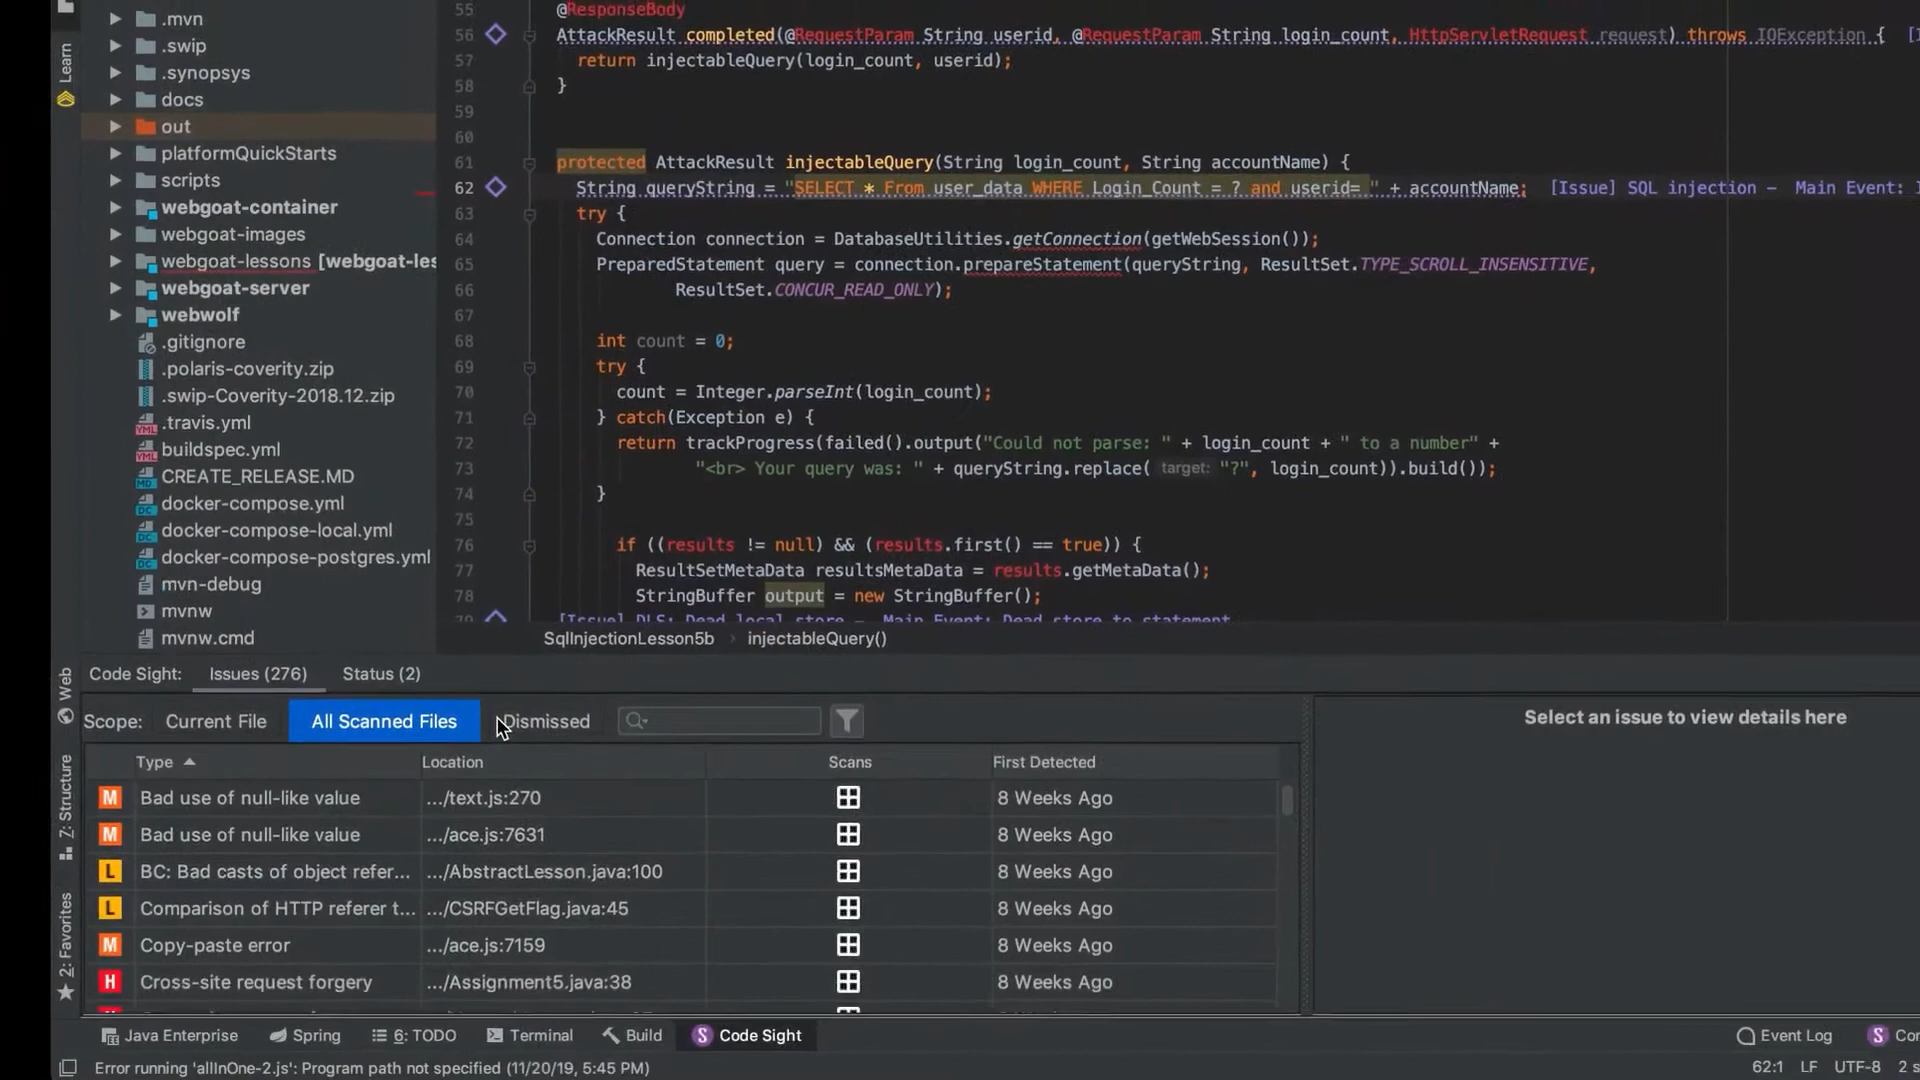 .mvn
.swip
.synopsys
docs
out
platformQuickStarts
scripts
webgoat-container
webgoat-images
webgoat-lessons [webgoat-les
webgoat-server
webwolf
.gitignore
.polaris-coverity.zip
.swip-Coverity-2018.12.zip
.travis.yml
buildspec.yml
CREATE_RELEASE.MD
docker-compose.yml
docker-compose-local.yml
docker-compose-postgres.yml
mvn-debug
mvnw
mvnw.cmd
Learn
Web
7: Structure
2: Favorites
55 @ResponseBody
56 AttackResult completed(@RequestParam String userid, @RequestParam String login_count, HttpServletRequest request) throws IOException {
57 return injectableQuery(login_count, userid);
58 }
59
60
61 protected AttackResult injectableQuery(String login_count, String accountName) {
62 String queryString = "SELECT * From user_data WHERE Login_Count = ? and userid= " + accountName; [Issue] SQL injection – Main Event:
63 try {
64 Connection connection = DatabaseUtilities.getConnection(getWebSession());
65 PreparedStatement query = connection.prepareStatement(queryString, ResultSet.TYPE_SCROLL_INSENSITIVE,
66 ResultSet.CONCUR_READ_ONLY);
67
68 int count = 0;
69 try {
70 count = Integer.parseInt(login_count);
71 } catch(Exception e) {
72 return trackProgress(failed().output("Could not parse: " + login_count + " to a number" +
73 "<br> Your query was: " + queryString.replace( target: "?", login_count)).build());
74 }
75
76 if ((results != null) && (results.first() == true)) {
77 ResultSetMetaData resultsMetaData = results.getMetaData();
78 StringBuffer output = new StringBuffer();
79 [Issue] DLS: Dead local store – Main Event: Dead store to statement
SqlInjectionLesson5b › injectableQuery()
Code Sight: Issues (276) Status (2)
Scope: Current File All Scanned Files Dismissed
Select an issue to view details here
Type Location Scans First Detected
M Bad use of null-like value .../text.js:270 8 Weeks Ago
M Bad use of null-like value .../ace.js:7631 8 Weeks Ago
L BC: Bad casts of object refer... .../AbstractLesson.java:100 8 Weeks Ago
L Comparison of HTTP referer t... .../CSRFGetFlag.java:45 8 Weeks Ago
M Copy-paste error .../ace.js:7159 8 Weeks Ago
H Cross-site request forgery .../Assignment5.java:38 8 Weeks Ago
Java Enterprise Spring 6: TODO Terminal Build S Code Sight Event Log S Co
Error running 'allInOne-2.js': Program path not specified (11/20/19, 5:45 PM) 62:1 LF UTF-8 2 s